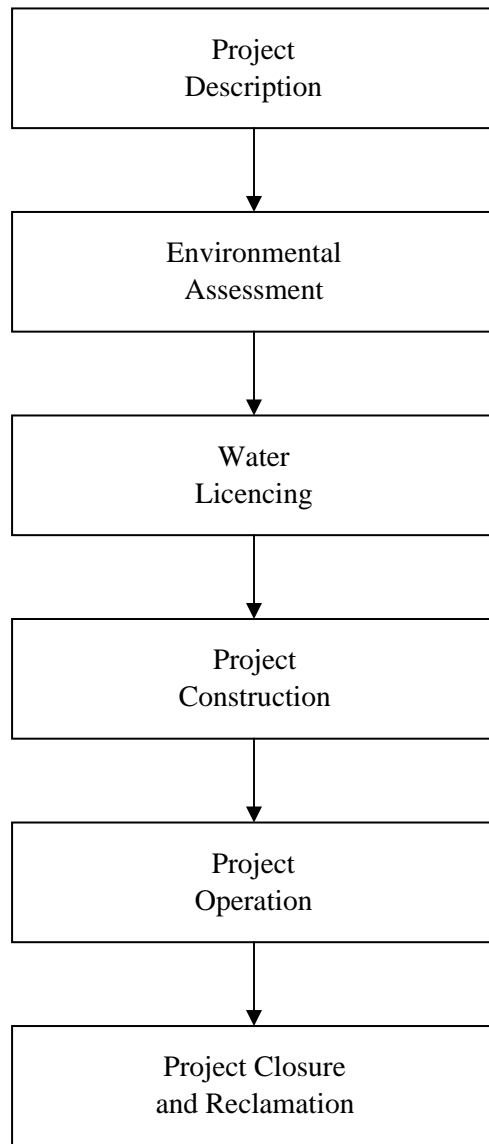 Project
Description
Environmental
Assessment
Water
Licencing
Project
Construction
Project
Operation
Project Closure
and Reclamation